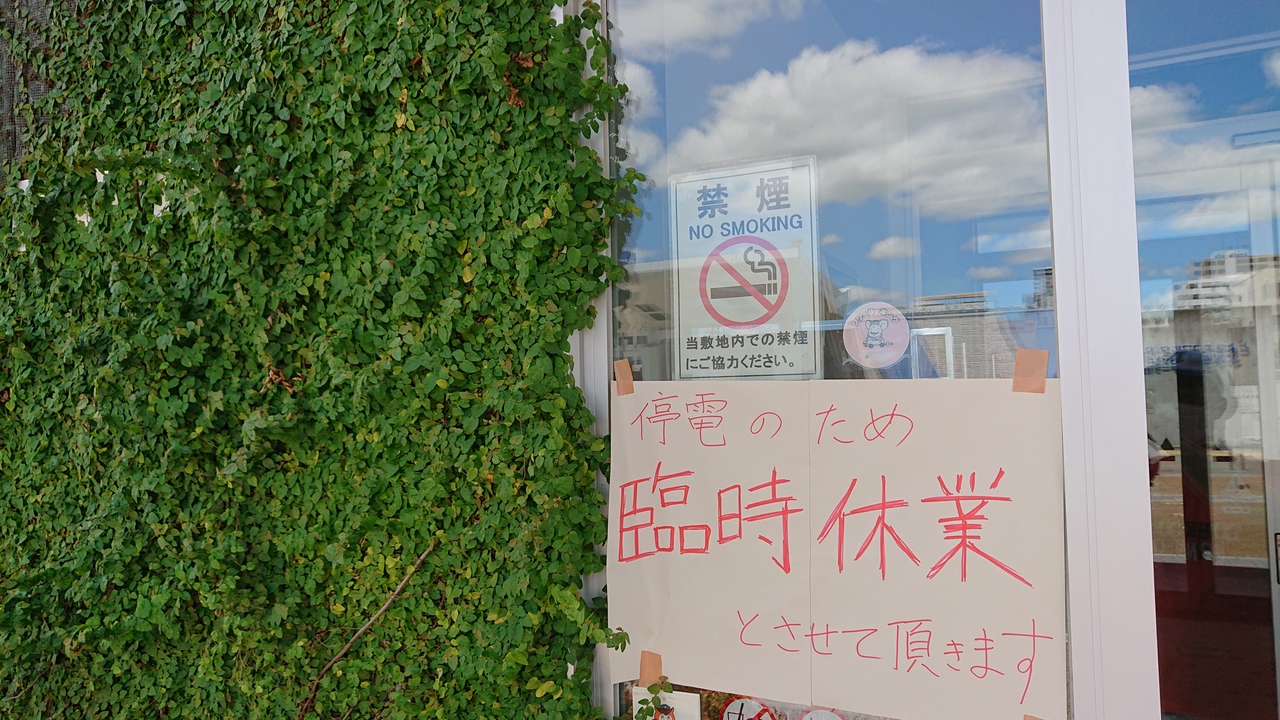 禁煙
NO SMOKING
当敷地内での禁煙
にご協力ください。
停電のため
臨時休業
とさせて頂きます